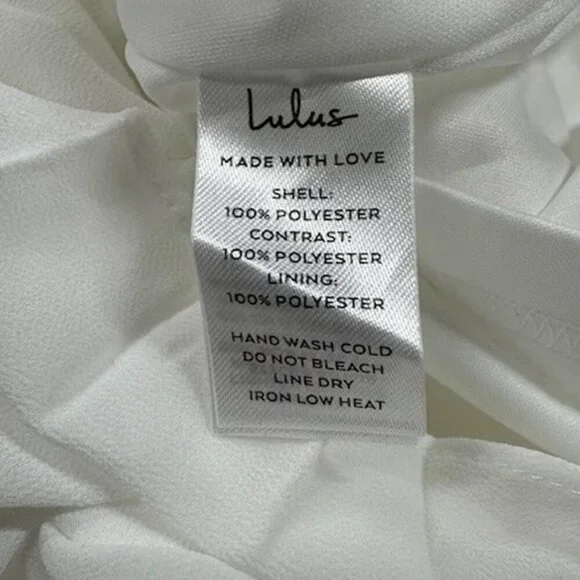 Lulus
MADE WITH LOVE
SHELL:
100% POLYESTER
CONTRAST:
100% POLYESTER
LINING:
100% POLYESTER
HAND WASH COLD
DO NOT BLEACH
LINE DRY
IRON LOW HEAT